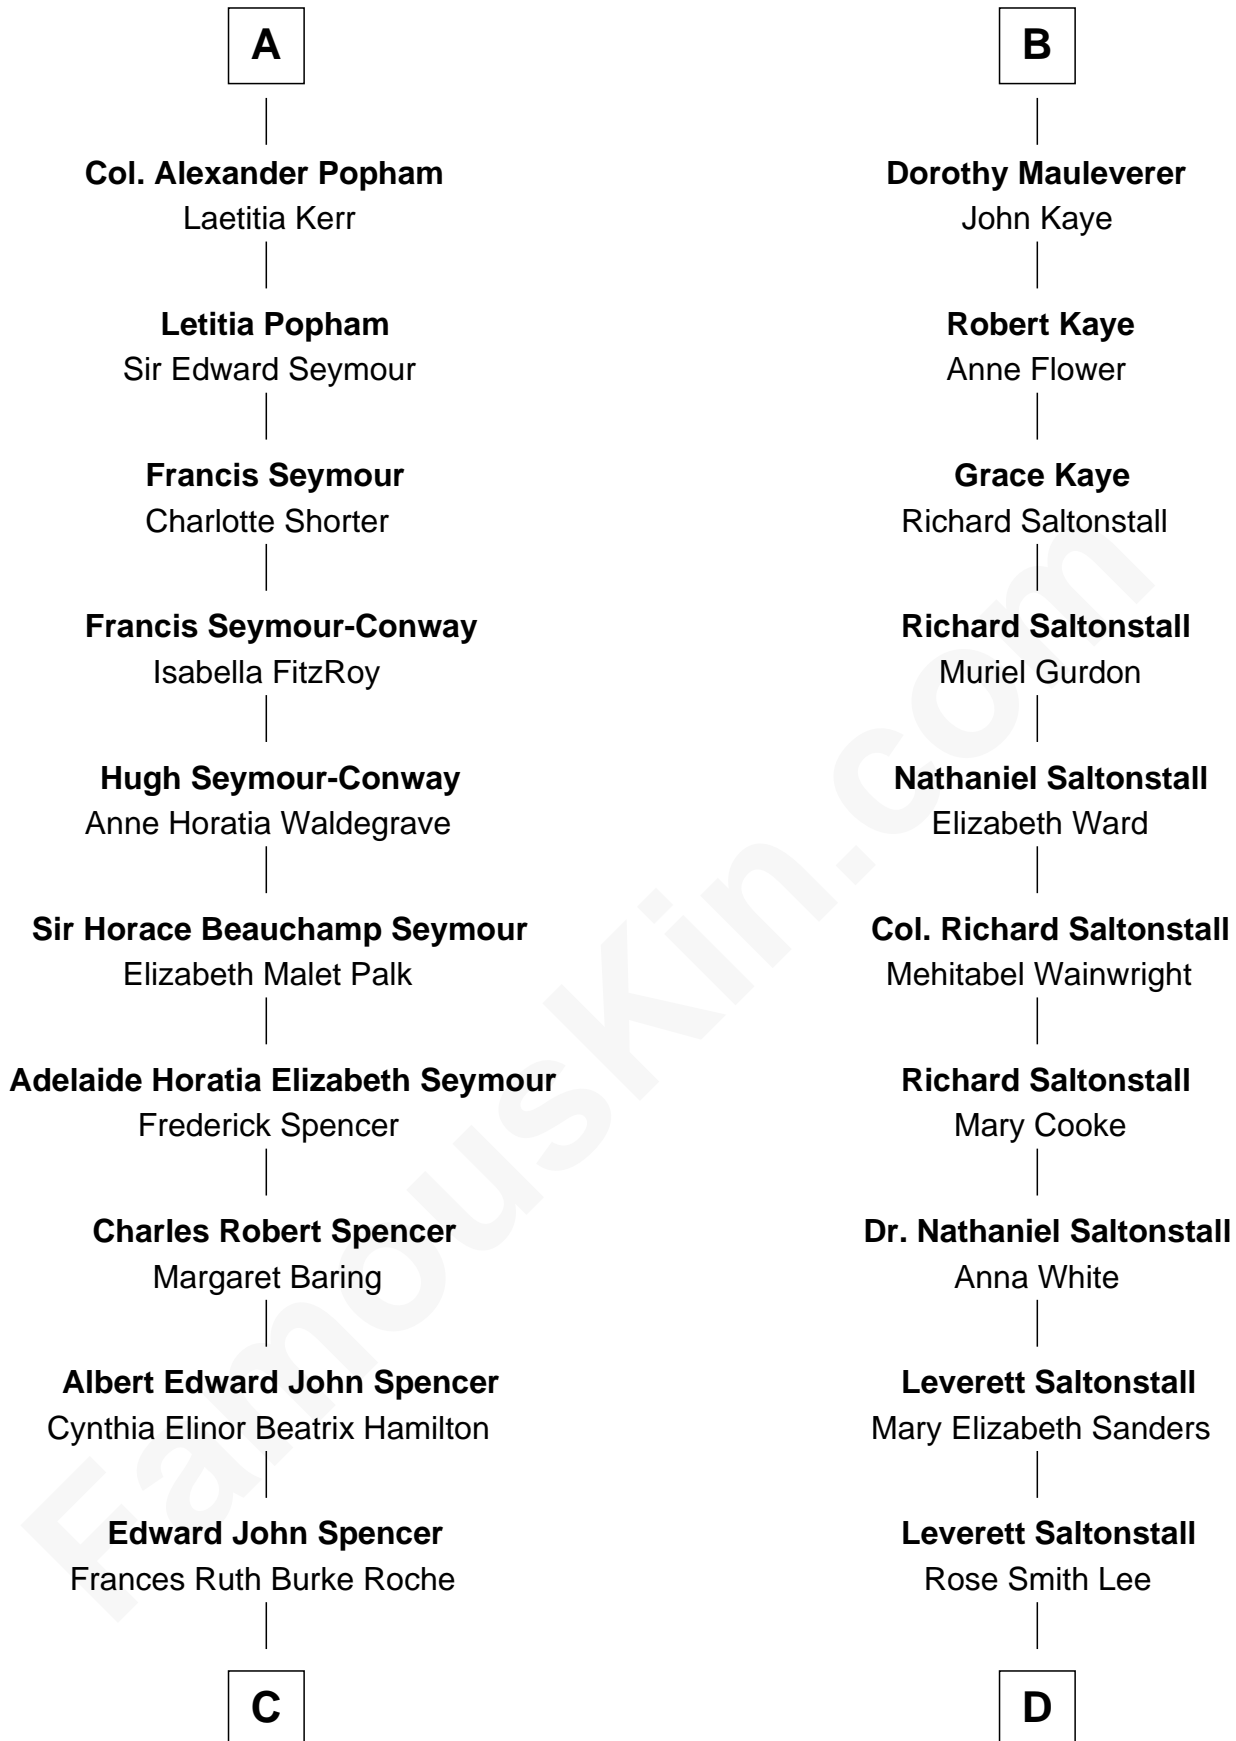 A
Col. Alexander Popham
Laetitia Kerr
Letitia Popham
Sir Edward Seymour
Francis Seymour
Charlotte Shorter
Francis Seymour-Conway
Isabella FitzRoy
Hugh Seymour-Conway
Anne Horatia Waldegrave
Sir Horace Beauchamp Seymour
Elizabeth Malet Palk
Adelaide Horatia Elizabeth Seymour
Frederick Spencer
Charles Robert Spencer
Margaret Baring
Albert Edward John Spencer
Cynthia Elinor Beatrix Hamilton
Edward John Spencer
Frances Ruth Burke Roche
C
B
Dorothy Mauleverer
John Kaye
Robert Kaye
Anne Flower
Grace Kaye
Richard Saltonstall
Richard Saltonstall
Muriel Gurdon
Nathaniel Saltonstall
Elizabeth Ward
Col. Richard Saltonstall
Mehitabel Wainwright
Richard Saltonstall
Mary Cooke
Dr. Nathaniel Saltonstall
Anna White
Leverett Saltonstall
Mary Elizabeth Sanders
Leverett Saltonstall
Rose Smith Lee
D
FamousKin.com